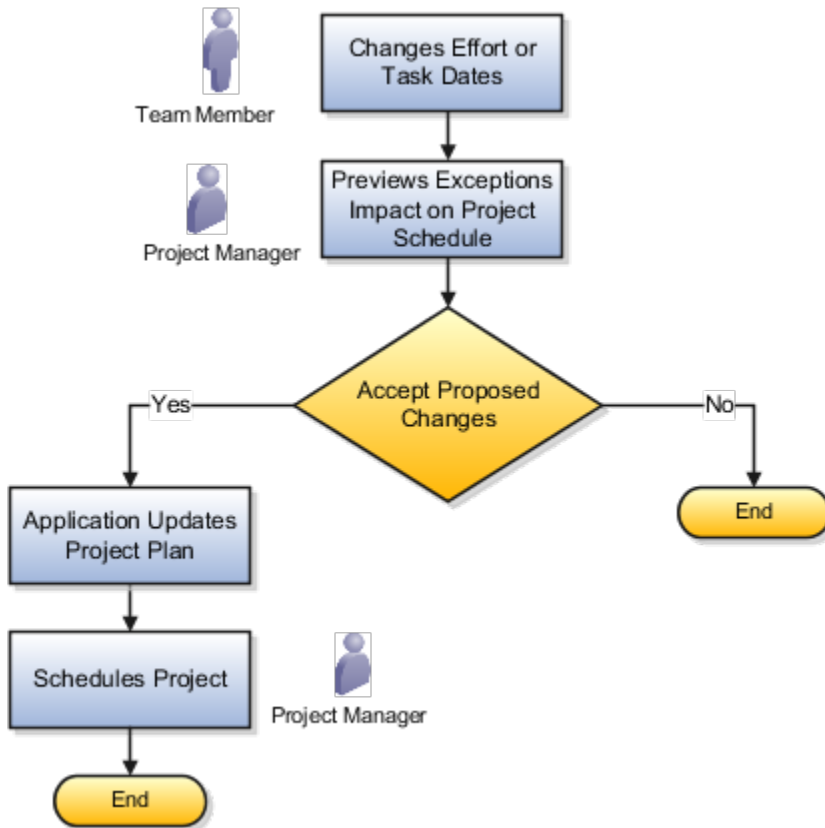 Changes Effort or
Task Dates
Team Member
Previews Exceptions
Impact on Project
Schedule
Project Manager
Accept Proposed
Changes
Yes
No
Application Updates
Project Plan
End
Schedules Project
Project Manager
End